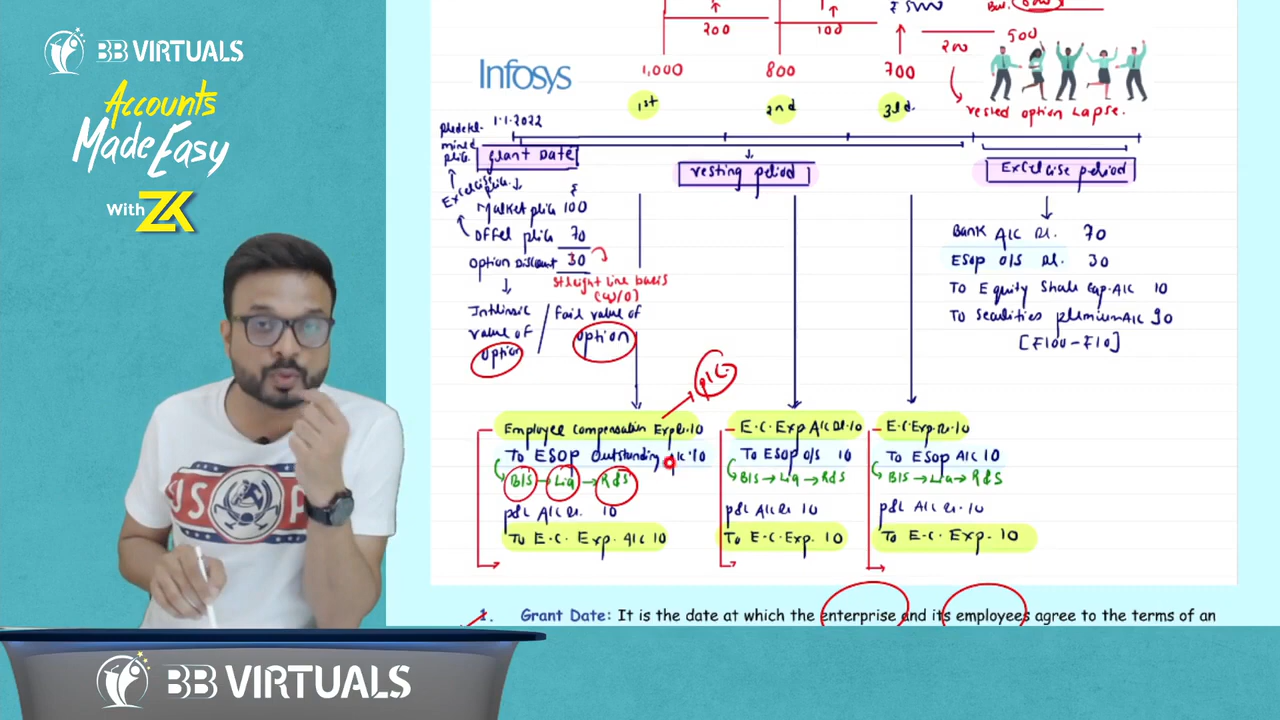 BB VIRTUALS
Accounts
Made Easy
With ZK
₹ 5000
200
100
500
200
Infosys
1,000
800
700
1st
2nd
3rd
vested option lapse.
1·1·2022
grant Date
vesting period
Excercise period
Market price 100
offer price 70
option Discount 30
straight line basis
(w/o)
Intrinsic
value of
option
/
Fair value of
option
Bank A/C Dr. 70
ESop o/s Dr. 30
To Equity Share Cap. A/C 10
To Securities premium A/C 90
[₹100 - ₹10]
Employee compensation Exp Dr. 10
To ESOP outstanding A/C 10
B/S → Liq → R&S
P&L A/C Dr. 10
To E.C. Exp. A/C 10
E.C. Exp A/C Dr. 10
To ESOP o/s 10
B/S → Liq → R&S
P&L A/C Dr 10
To E.C. Exp. 10
E.C. Exp Dr. 10
To ESOP A/C 10
B/S → Lia → R&S
P&L A/C Dr. 10
To E.C. Exp. 10
1. Grant Date: It is the date at which the enterprise and its employees agree to the terms of an
BB VIRTUALS